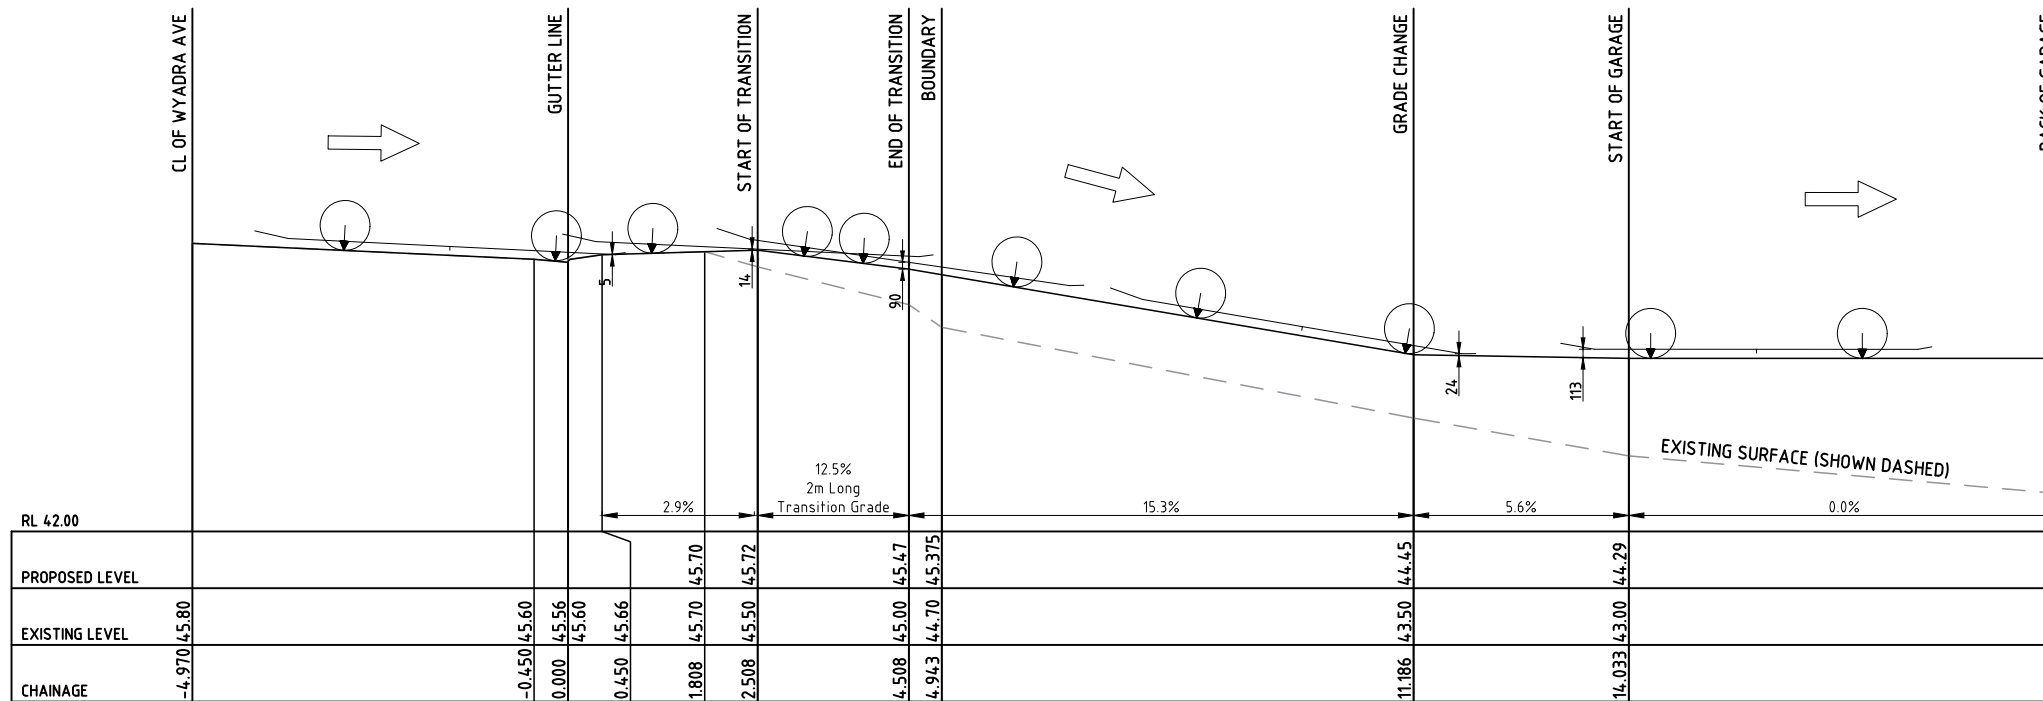 CL OF WYADRA AVE
GUTTER LINE
START OF TRANSITION
END OF TRANSITION
BOUNDARY
GRADE CHANGE
START OF GARAGE
5
14
90
24
113
EXISTING SURFACE (SHOWN DASHED)
12.5%
2m Long
Transition Grade
2.9%
15.3%
5.6%
0.0%
RL 42.00
PROPOSED LEVEL
45.70
45.72
45.47
45.375
44.45
44.29
EXISTING LEVEL
45.80
45.60
45.56
45.60
45.66
45.70
45.50
45.00
44.70
43.50
43.00
CHAINAGE
-4.970
-0.450
0.000
0.450
1.808
2.508
4.508
4.943
11.186
14.033